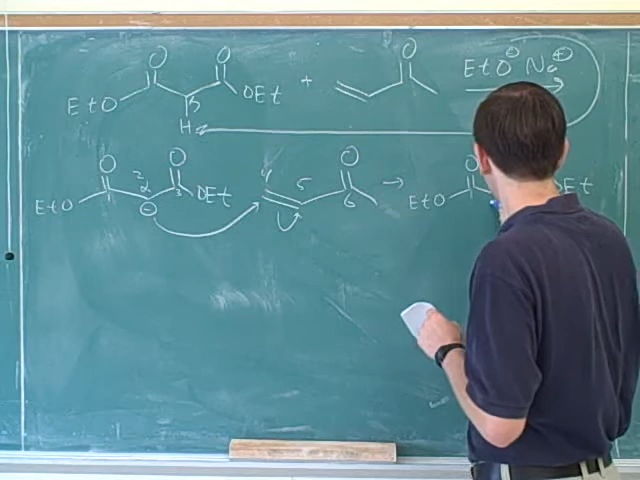 O O O EtO⊖ Na⊕
EtO OEt +
H
O O 4 5 O → O
2 3 6
EtO ⊖ OEt EtO OEt